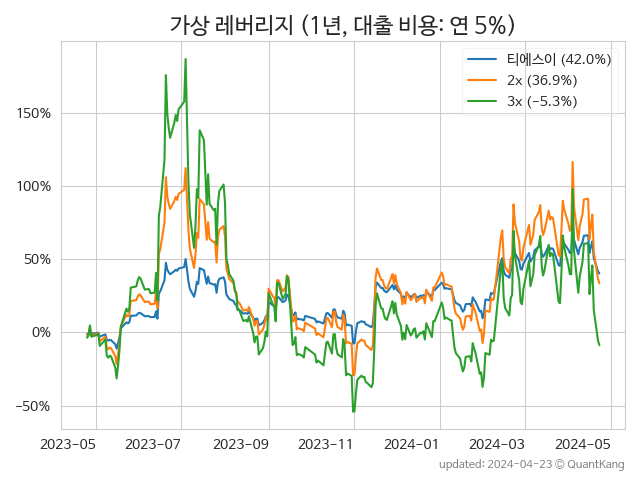 가상 레버리지 (1년, 대출 비용: 연 5%)
티에스이 (42.0%)
2x (36.9%)
3x (−5.3%)
150%
100%
50%
0%
−50%
2023-05 2023-07 2023-09 2023-11 2024-01 2024-03 2024-05
updated: 2024-04-23 © QuantKang